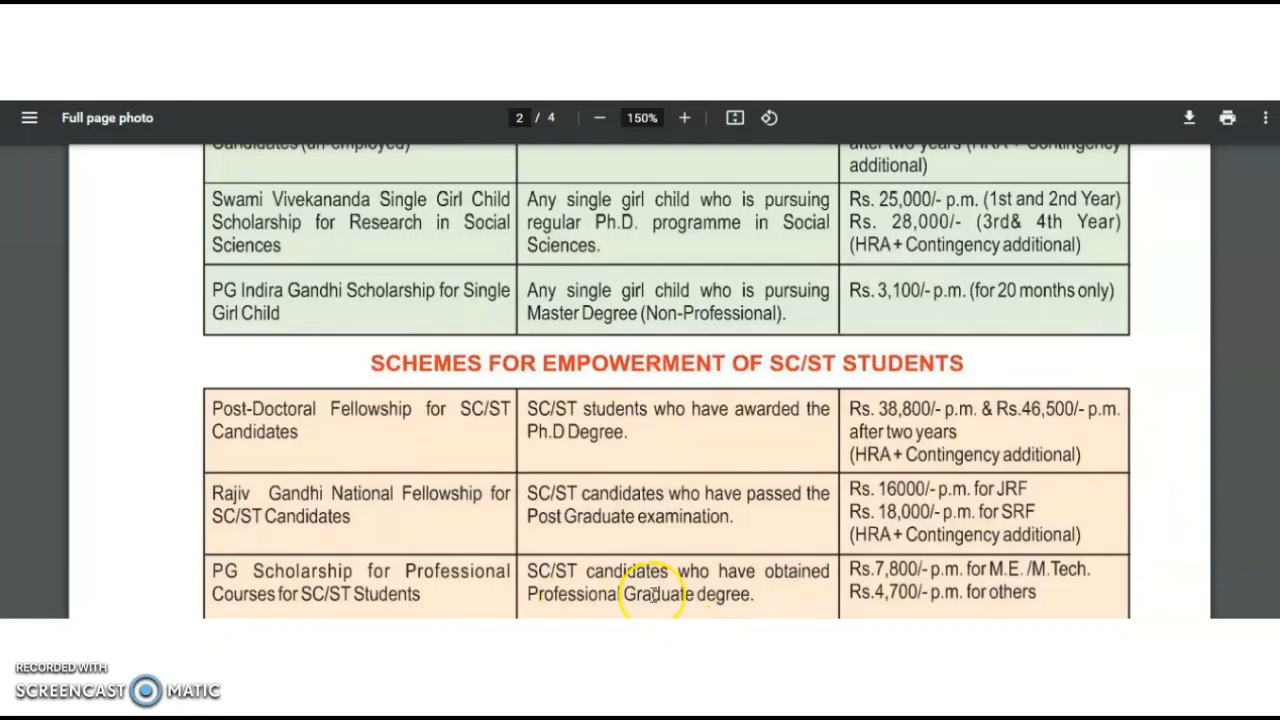 Full page photo
2 / 4
150%
Candidates (un-employed)
after two years (HRA + Contingency
additional)
Swami Vivekananda Single Girl Child
Scholarship for Research in Social
Sciences
Any single girl child who is pursuing
regular Ph.D. programme in Social
Sciences.
Rs. 25,000/- p.m. (1st and 2nd Year)
Rs. 28,000/- (3rd& 4th Year)
(HRA + Contingency additional)
PG Indira Gandhi Scholarship for Single
Girl Child
Any single girl child who is pursuing
Master Degree (Non-Professional).
Rs. 3,100/- p.m. (for 20 months only)
SCHEMES FOR EMPOWERMENT OF SC/ST STUDENTS
Post-Doctoral Fellowship for SC/ST
Candidates
SC/ST students who have awarded the
Ph.D Degree.
Rs. 38,800/- p.m. & Rs.46,500/- p.m.
after two years
(HRA + Contingency additional)
Rajiv Gandhi National Fellowship for
SC/ST Candidates
SC/ST candidates who have passed the
Post Graduate examination.
Rs. 16000/- p.m. for JRF
Rs. 18,000/- p.m. for SRF
(HRA + Contingency additional)
PG Scholarship for Professional
Courses for SC/ST Students
SC/ST candidates who have obtained
Professional Graduate degree.
Rs.7,800/- p.m. for M.E. /M.Tech.
Rs.4,700/- p.m. for others
RECORDED WITH
SCREENCAST MATIC